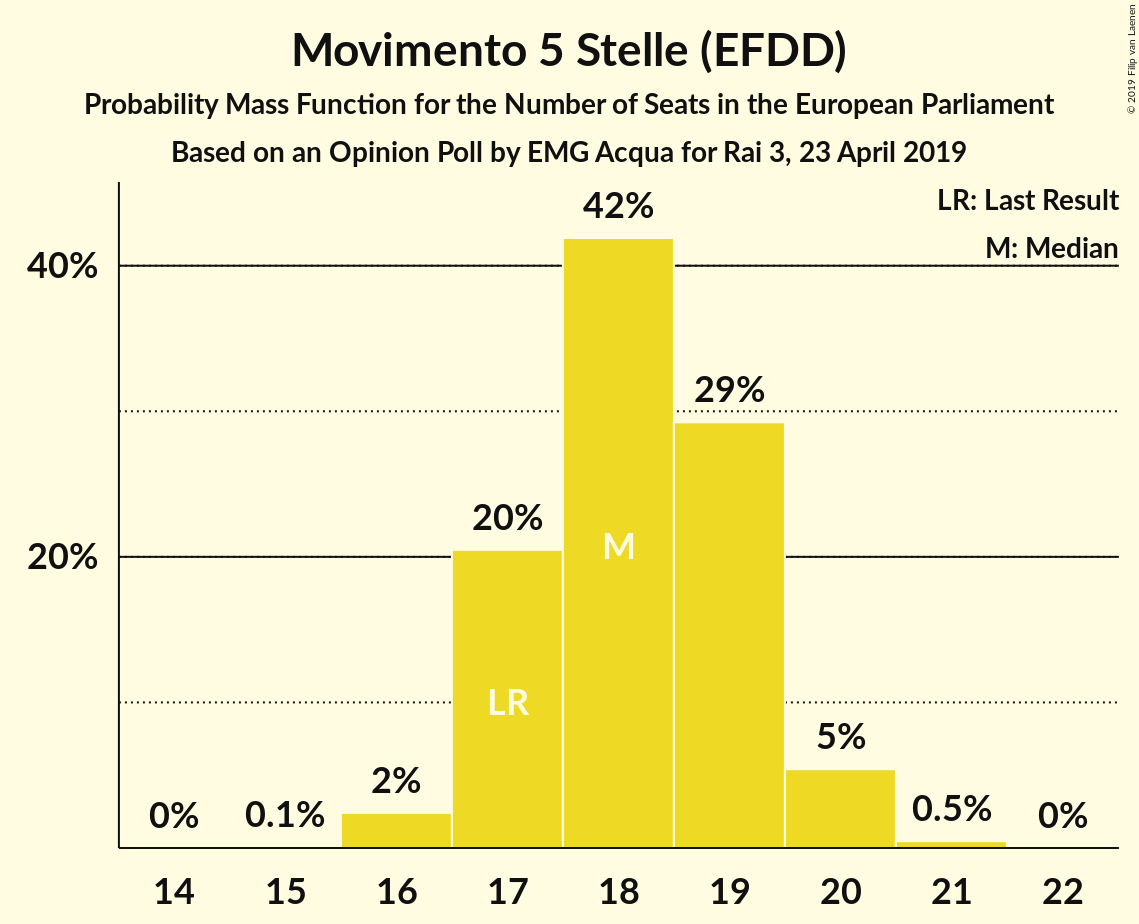 Movimento 5 Stelle (EFDD)
Probability Mass Function for the Number of Seats in the European Parliament
Based on an Opinion Poll by EMG Acqua for Rai 3, 23 April 2019
© 2019 Filip van Laenen
LR: Last Result
M: Median
42%
40%
29%
20%
20%
M
LR
5%
2%
0%
0.1%
0.5%
0%
14 15 16 17 18 19 20 21 22